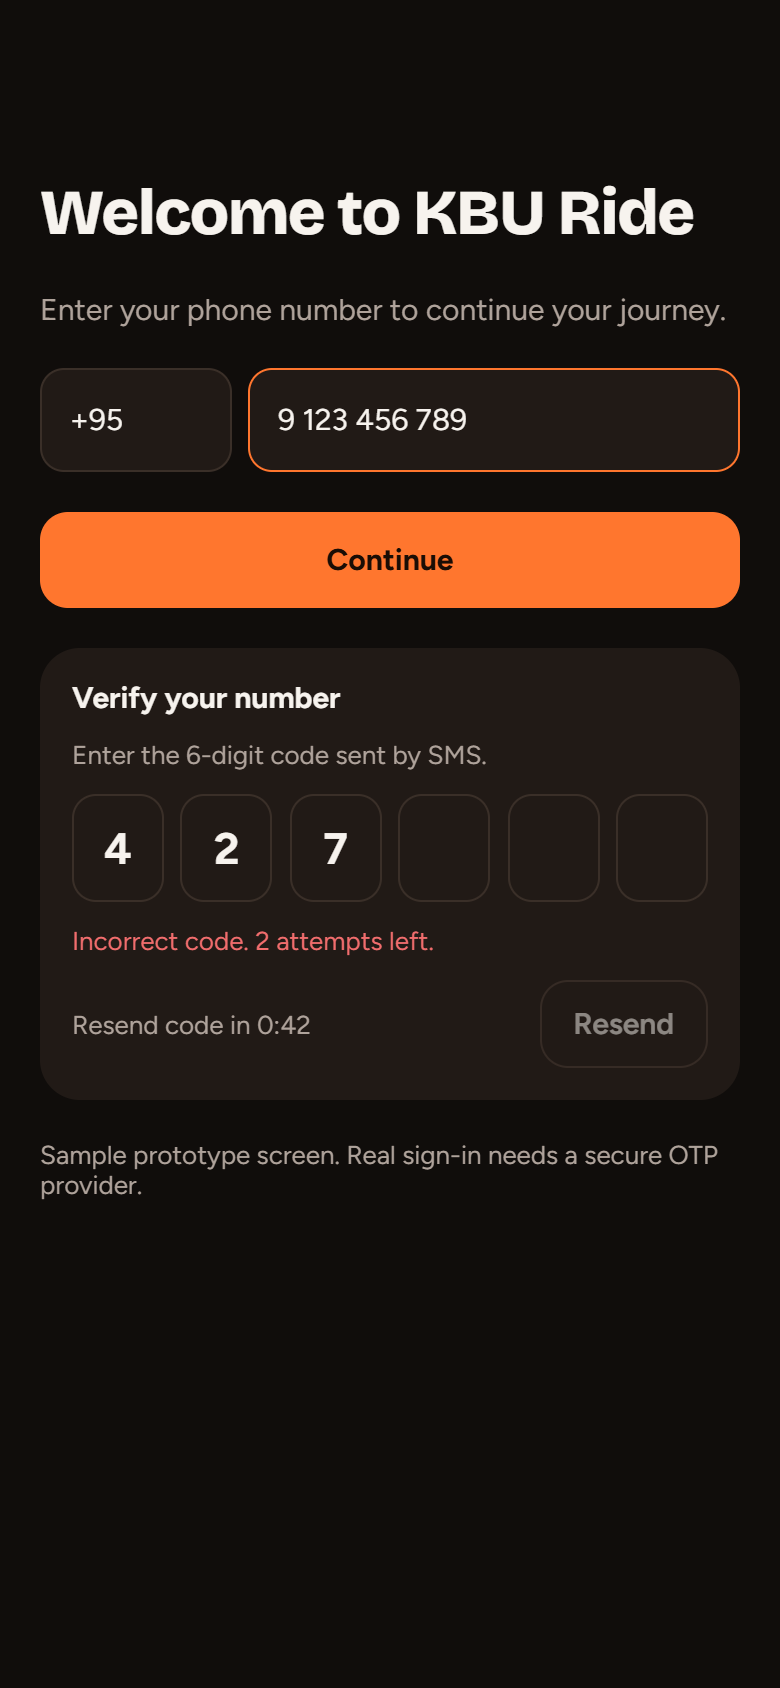 Welcome to KBU Ride
Enter your phone number to continue your journey.
+95
9 123 456 789
Continue
Verify your number
Enter the 6-digit code sent by SMS.
4 2 7
Incorrect code. 2 attempts left.
Resend code in 0:42
Resend
Sample prototype screen. Real sign-in needs a secure OTP
provider.